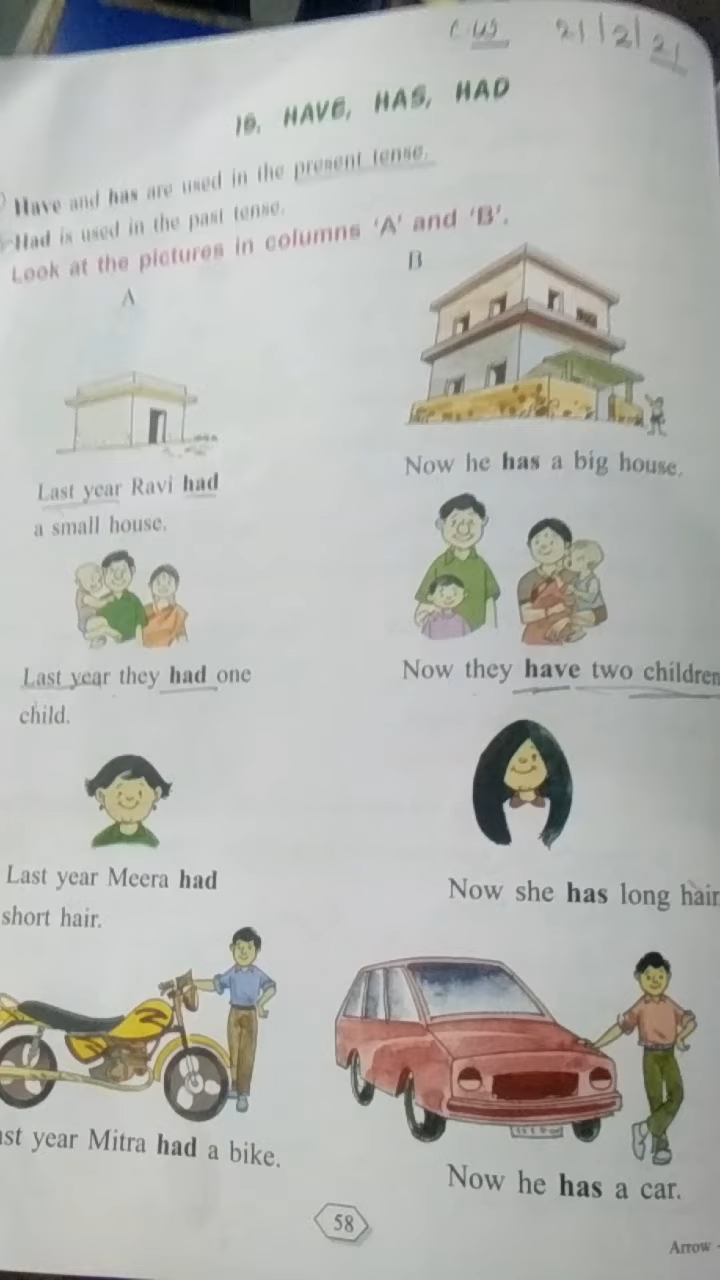 C.W 21/2/21
16. HAVE, HAS, HAD
Have and has are used in the present tense.
Had is used in the past tense.
Look at the pictures in columns 'A' and 'B'.
A
B
Last year Ravi had
a small house.
Now he has a big house.
Last year they had one
child.
Now they have two children
Last year Meera had
short hair.
Now she has long hair
ast year Mitra had a bike.
Now he has a car.
58
Arrow -